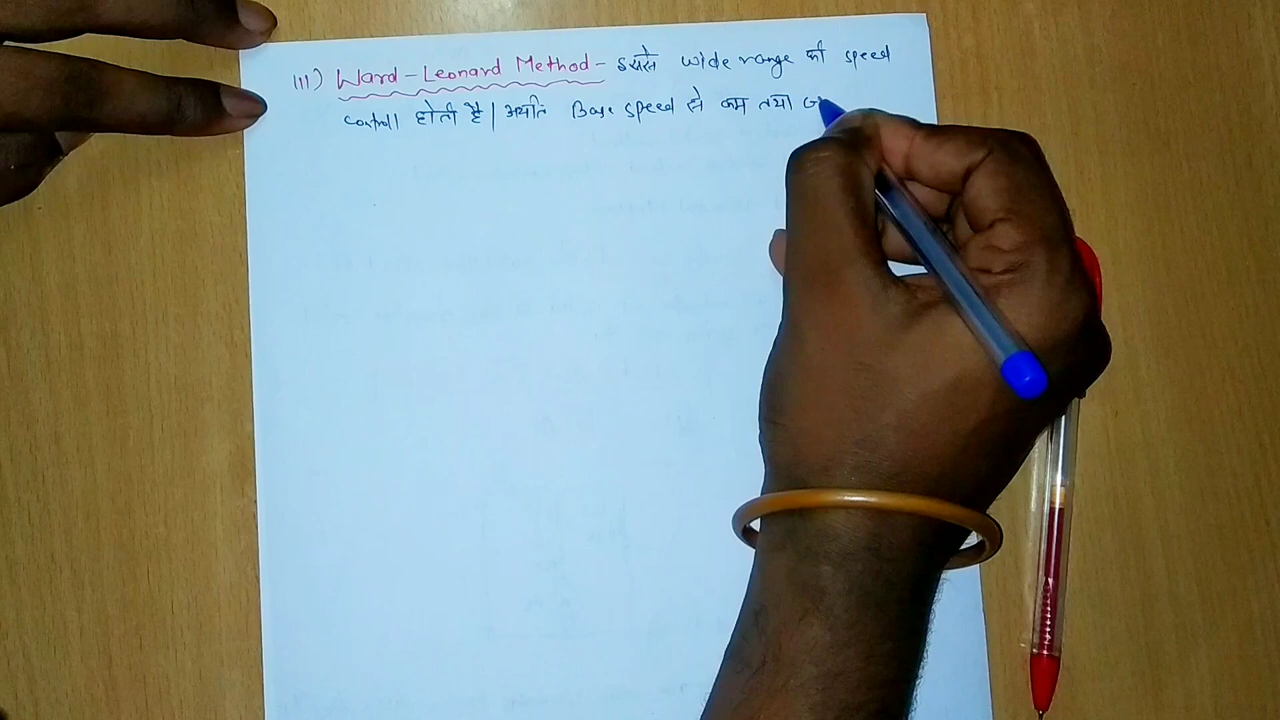 III) Ward-Leonard Method - इससे wide range की speed
control होती है | अर्थात Base speed से कम तथा